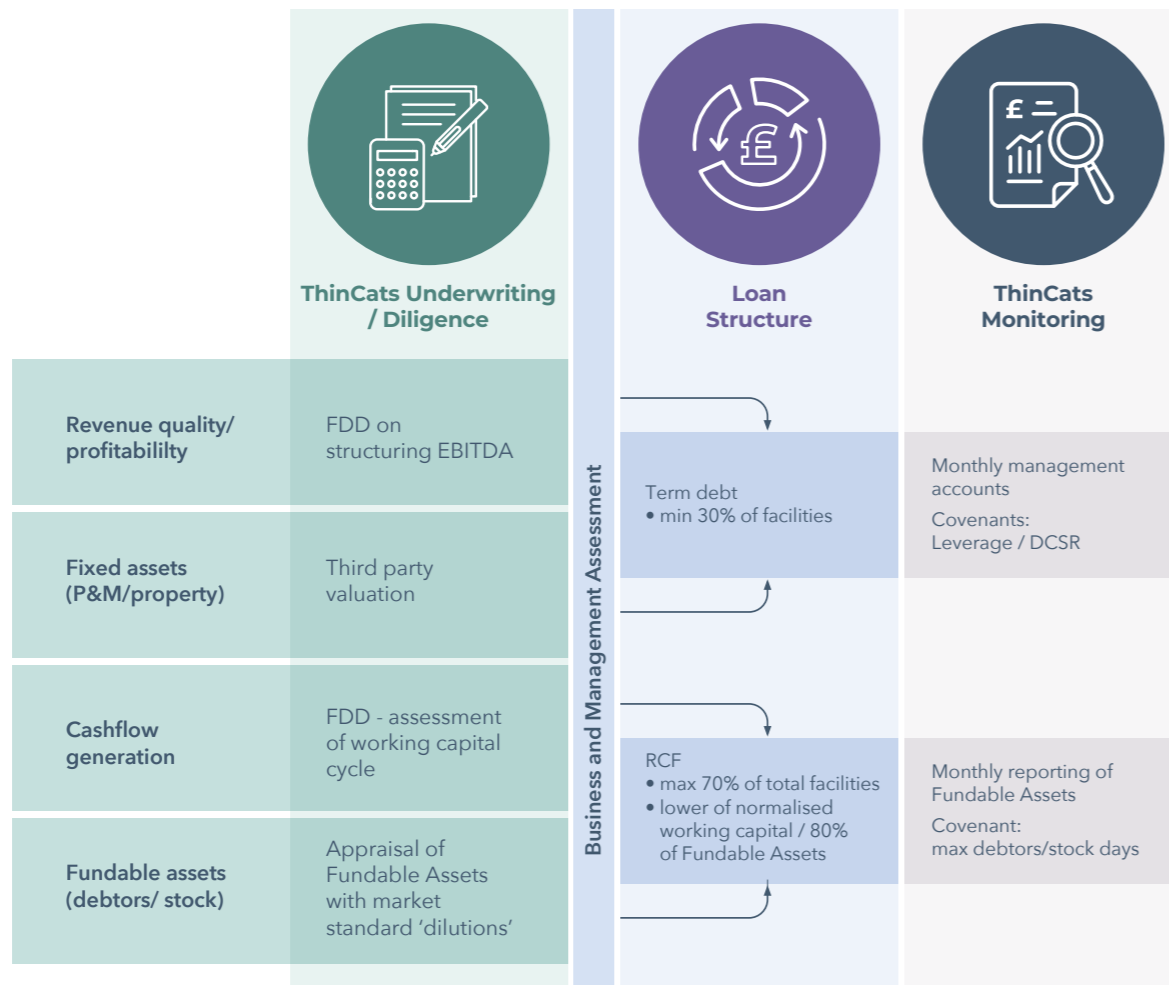 £
£
ThinCats Underwriting
/ Diligence
Loan
Structure
ThinCats
Monitoring
Revenue quality/
profitabililty
FDD on
structuring EBITDA
Fixed assets
(P&M/property)
Third party
valuation
Cashflow
generation
FDD - assessment
of working capital
cycle
Fundable assets
(debtors/ stock)
Appraisal of
Fundable Assets
with market
standard ‘dilutions’
Business and Management Assessment
Term debt
• min 30% of facilities
RCF
• max 70% of total facilities
• lower of normalised
working capital / 80%
of Fundable Assets
Monthly management
accounts
Covenants:
Leverage / DCSR
Monthly reporting of
Fundable Assets
Covenant:
max debtors/stock days